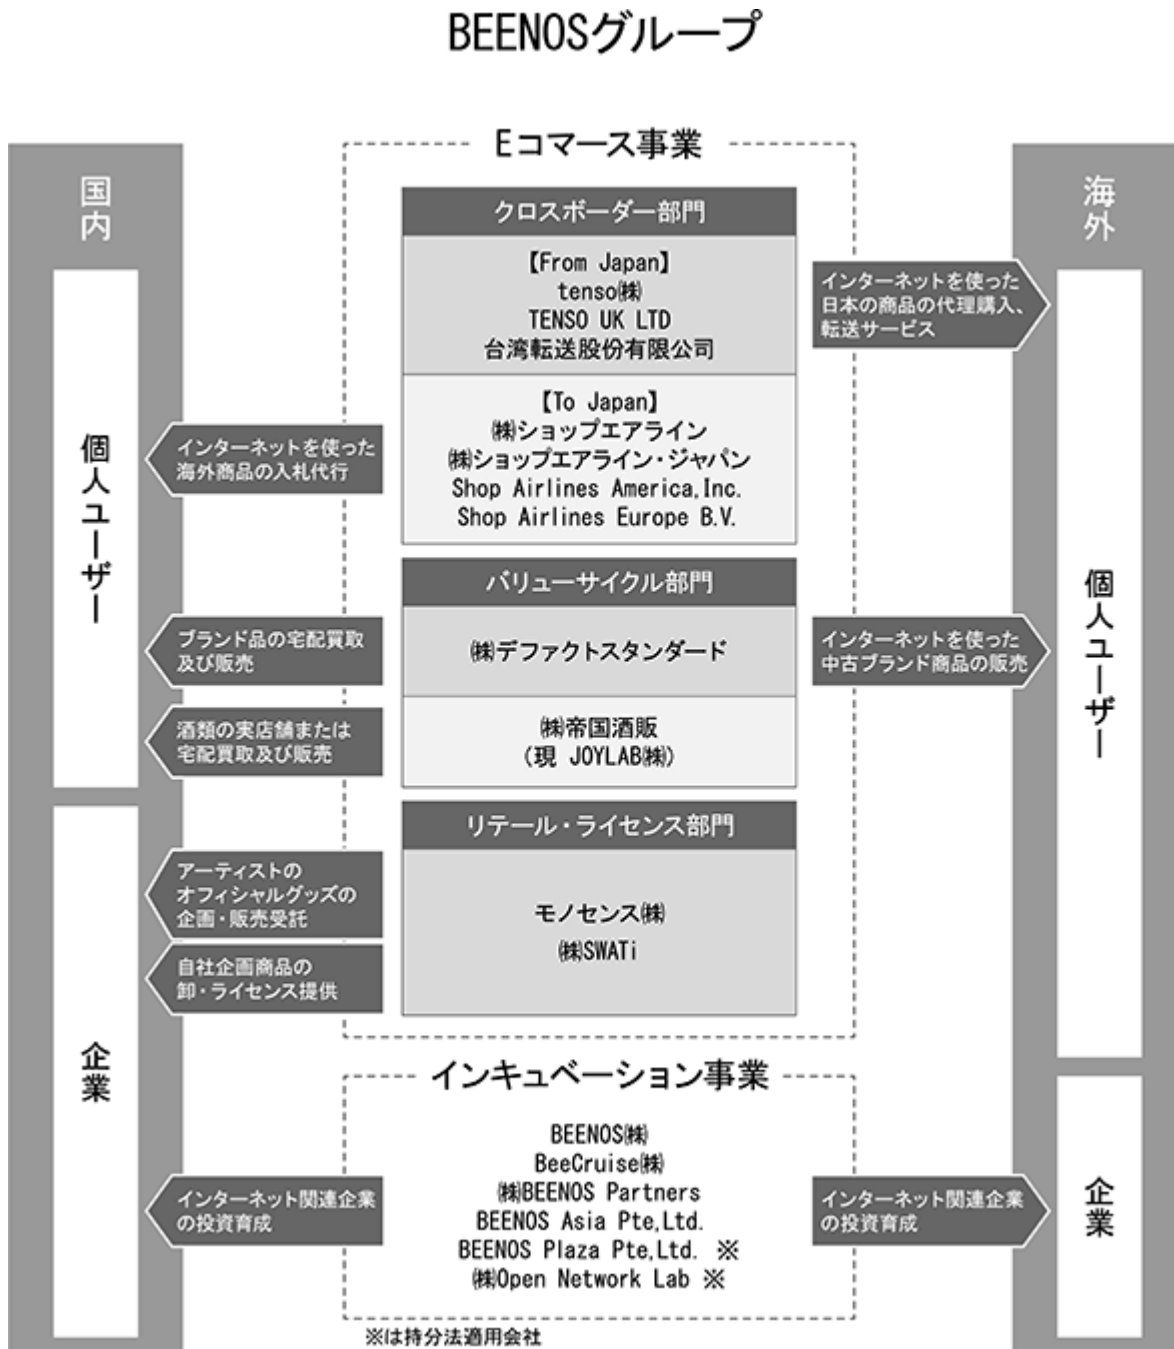 BEENOSグループ
Eコマース事業
国内
海外
クロスボーダー部門
【From Japan】
tenso㈱
TENSO UK LTD
台湾転送股份有限公司
インターネットを使った
日本の商品の代理購入、
転送サービス
【To Japan】
㈱ショップエアライン
㈱ショップエアライン・ジャパン
Shop Airlines America,Inc.
Shop Airlines Europe B.V.
インターネットを使った
海外商品の入札代行
個人ユーザー
個人ユーザー
バリューサイクル部門
㈱デファクトスタンダード
ブランド品の宅配買取
及び販売
インターネットを使った
中古ブランド商品の販売
㈱帝国酒販
(現 JOYLAB㈱)
酒類の実店舗または
宅配買取及び販売
リテール・ライセンス部門
モノセンス㈱
㈱SWATi
アーティストの
オフィシャルグッズの
企画・販売受託
自社企画商品の
卸・ライセンス提供
企業
企業
インキュベーション事業
BEENOS㈱
BeeCruise㈱
㈱BEENOS Partners
BEENOS Asia Pte,Ltd.
BEENOS Plaza Pte,Ltd. ※
㈱Open Network Lab ※
インターネット関連企業
の投資育成
インターネット関連企業
の投資育成
※は持分法適用会社